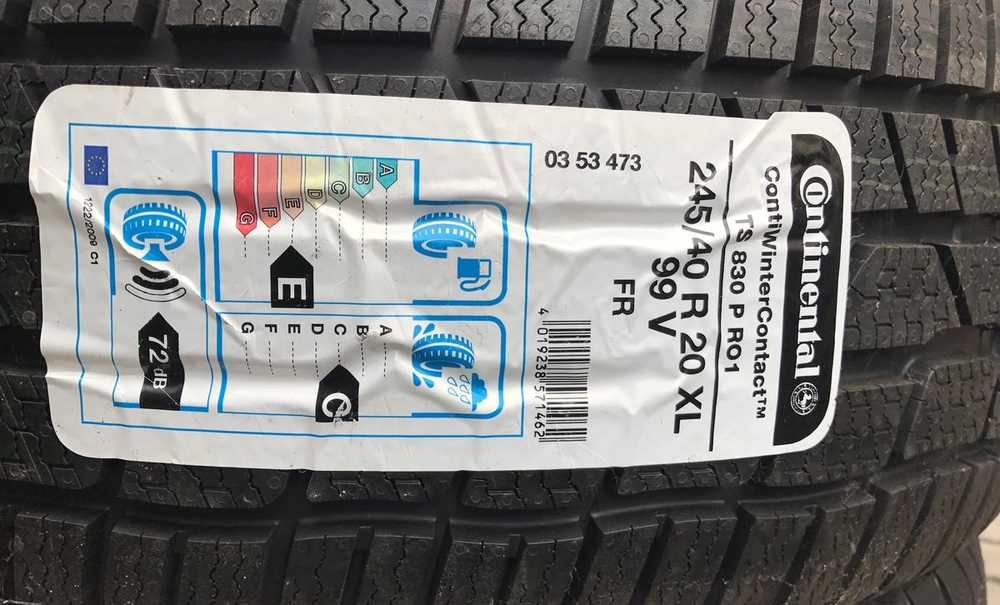 Continental
ContiWinterContact™
TS 830 P RO1
245/40 R 20 XL
99 V
FR
03 53 473
4 019238 571462
A
B
C
D
E
F
G
E
A
B
C
D
E
F
G
C
72 dB
1222/2009 C1